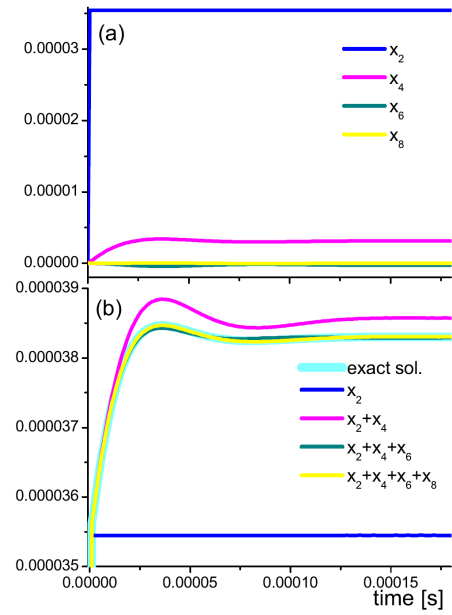 (a)
0.00003
0.00002
0.00001
0.00000
x₂
x₄
x₆
x₈
(b)
0.000039
0.000038
0.000037
0.000036
0.000035
exact sol.
x₂
x₂+x₄
x₂+x₄+x₆
x₂+x₄+x₆+x₈
0.00000 0.00005 0.00010 0.00015
time [s]